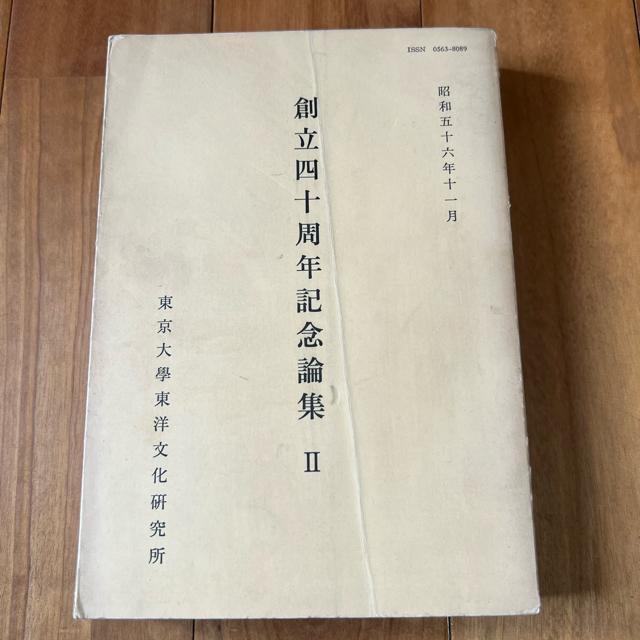 ISSN 0563-8089
昭和五十六年十一月
創立四十周年記念論集 II
東京大學東洋文化硏究所